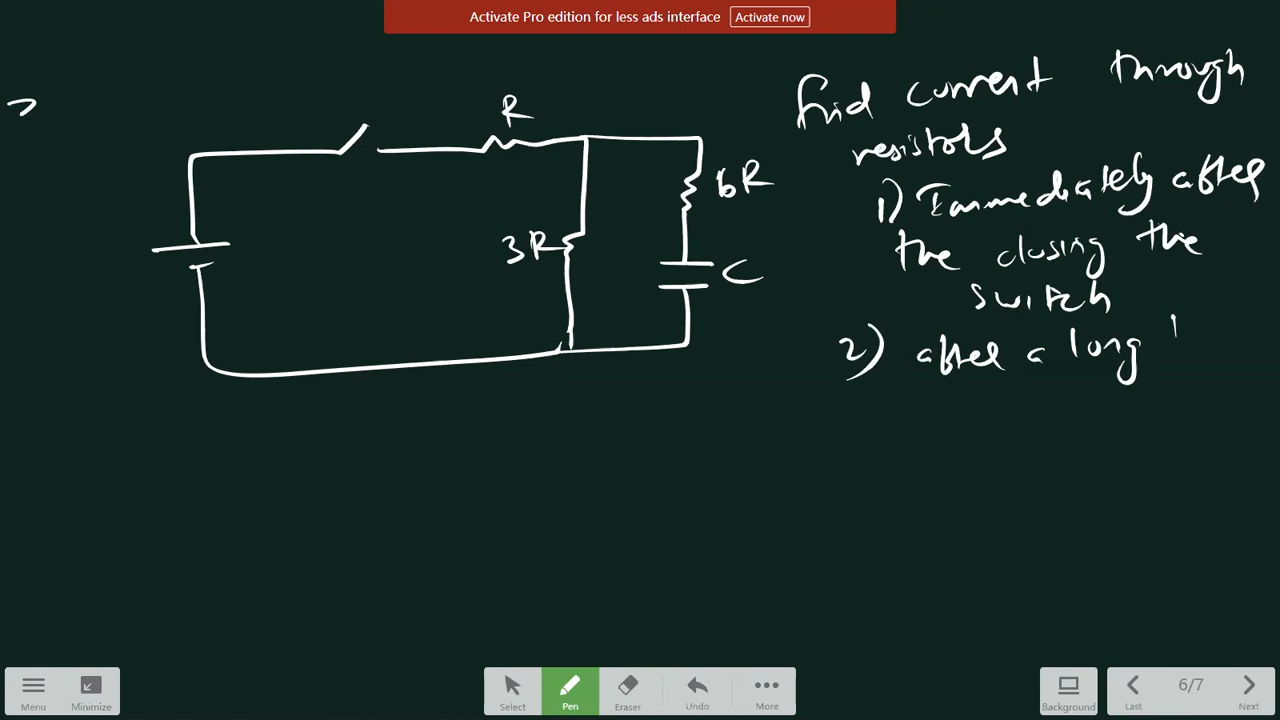 Activate Pro edition for less ads interface Activate now
find current through
resistors
1) Immediately after
the closing the
switch
2) after a long
R
6R
3R
C
Menu Minimize Select Pen Eraser Undo More Background Last 6/7 Next